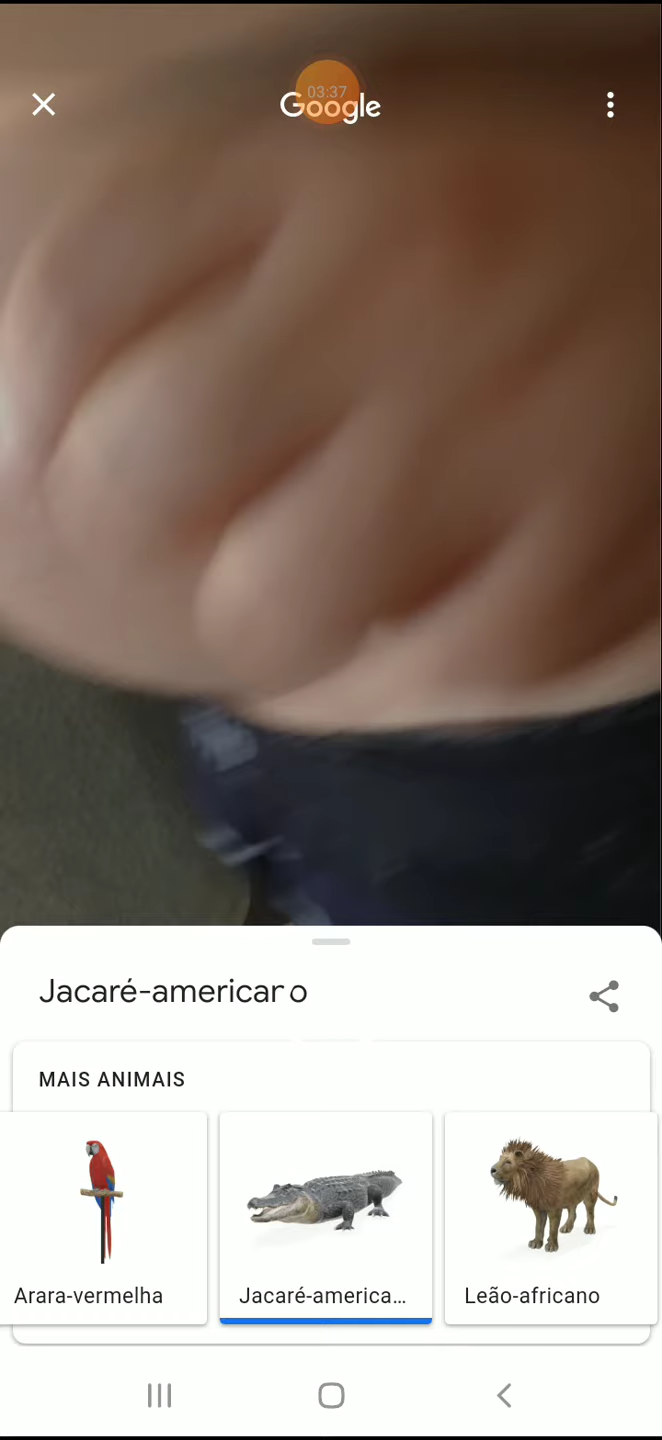 03:37
Google
Jacaré-americano
MAIS ANIMAIS
Arara-vermelha
Jacaré-america...
Leão-africano